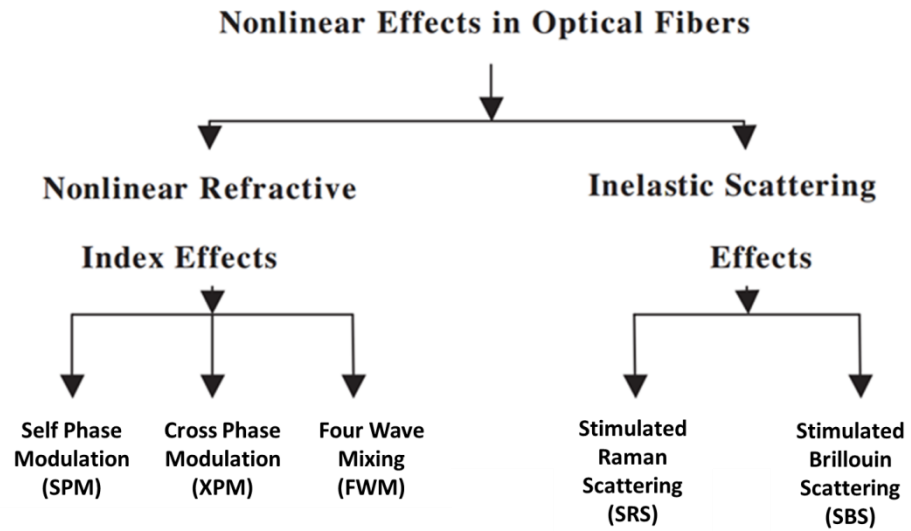 Nonlinear Effects in Optical Fibers
Nonlinear Refractive
Index Effects
Inelastic Scattering
Effects
Self Phase
Modulation
(SPM)
Cross Phase
Modulation
(XPM)
Four Wave
Mixing
(FWM)
Stimulated
Raman
Scattering
(SRS)
Stimulated
Brillouin
Scattering
(SBS)